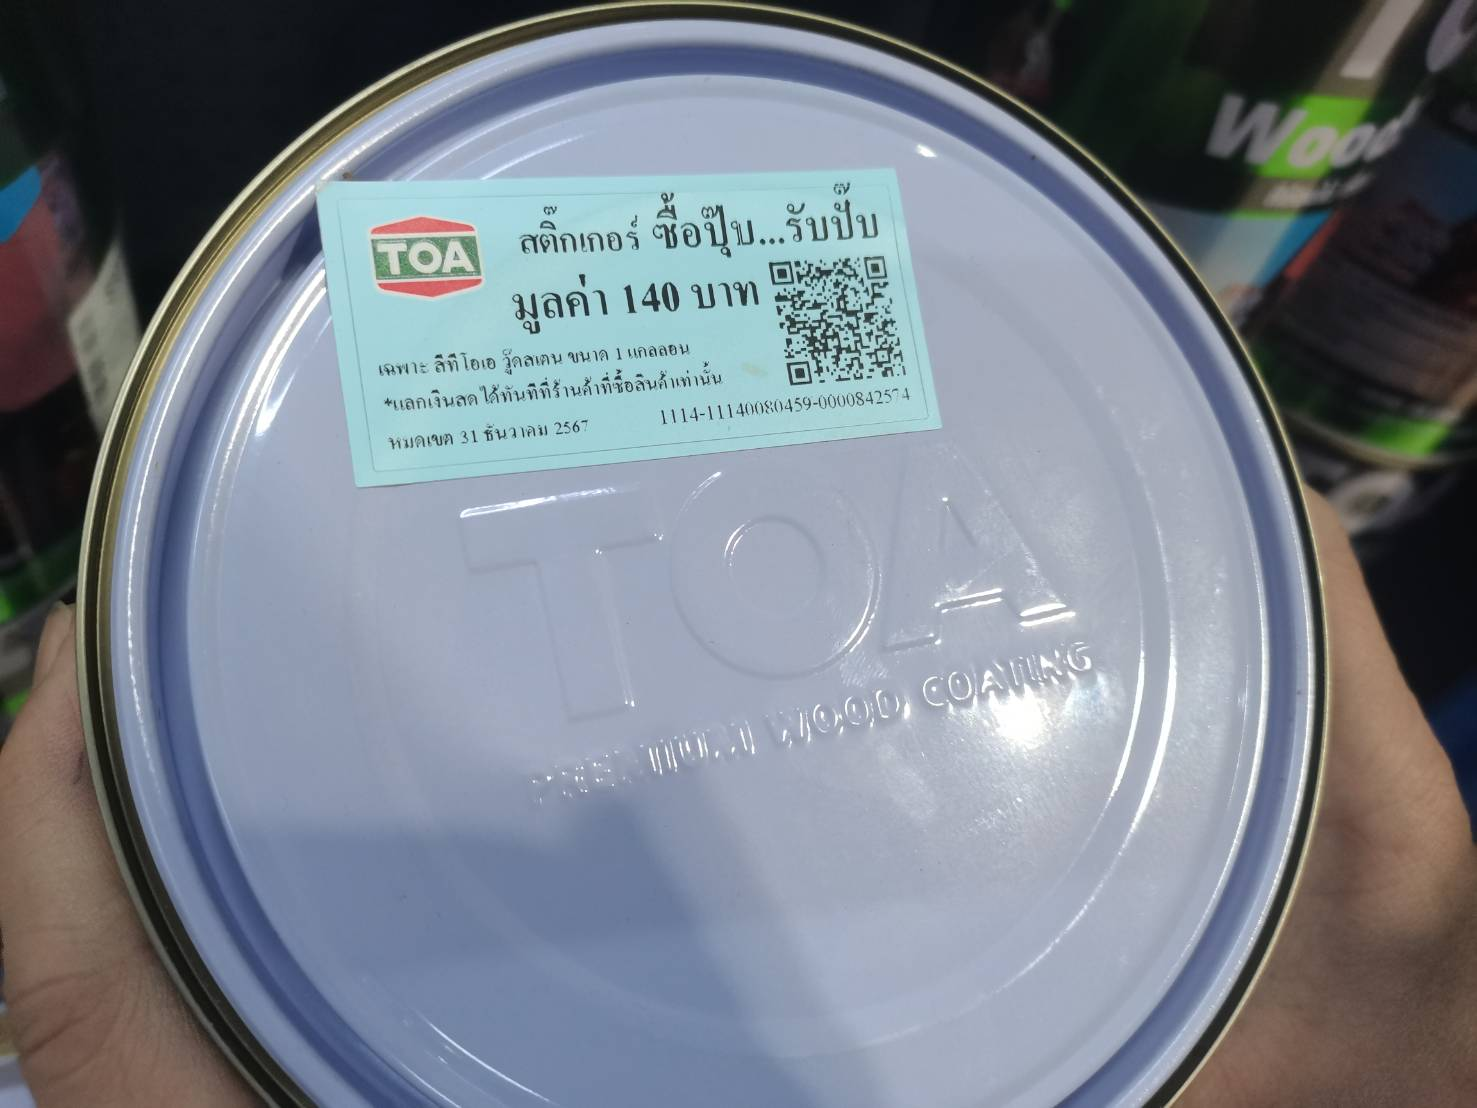 TOA
สติ๊กเกอร์ ซื้อปุ๊บ...รับปั๊บ
มูลค่า 140 บาท
เฉพาะ สีทีโอเอ วู๊ดสเตน ขนาด 1 แกลลอน
*แลกเงินสดได้ทันทีที่ร้านค้าที่ซื้อสินค้าเท่านั้น
หมดเขต 31 ธันวาคม 2567
1114-11140080459-0000842574
TOA
PREMIUM WOOD COATING
Wood